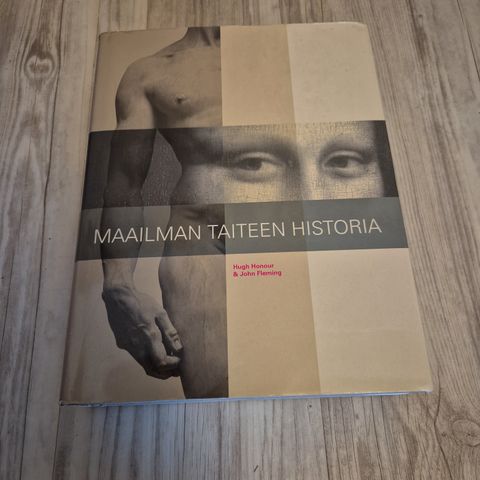 MAAILMAN TAITEEN HISTORIA
Hugh Honour
& John Fleming